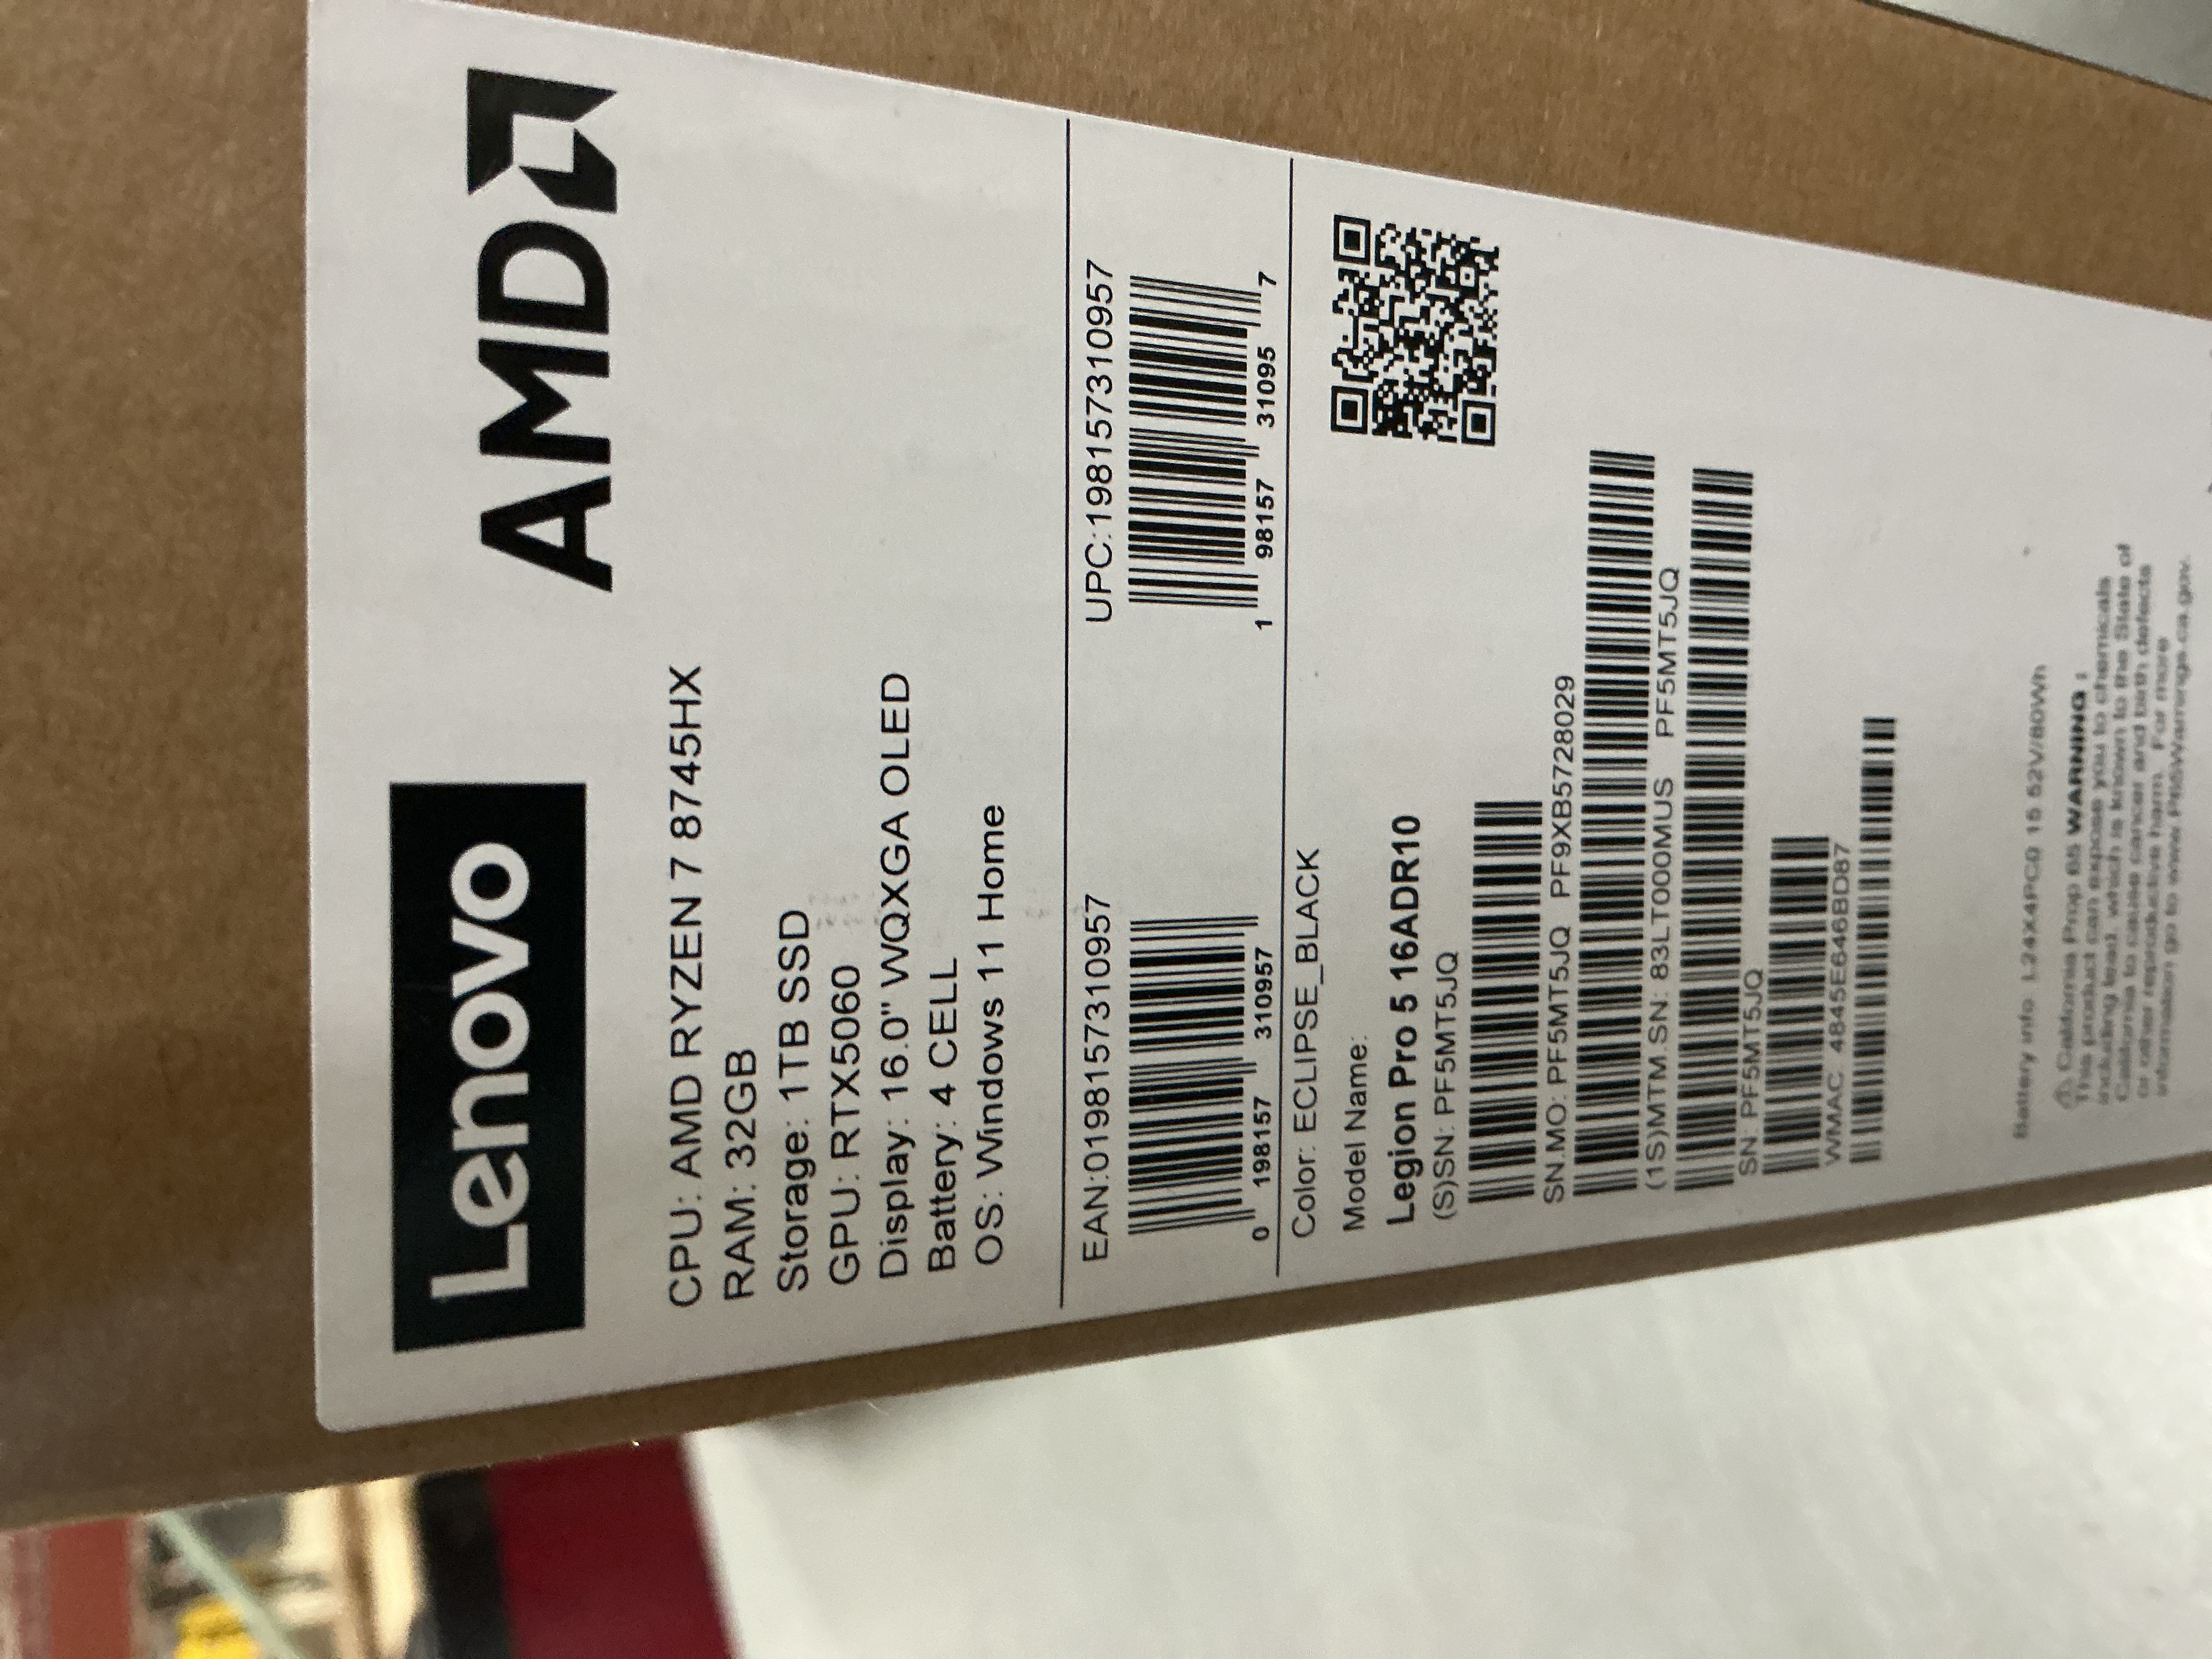 Lenovo
AMD
CPU: AMD RYZEN 7 8745HX
RAM: 32GB
Storage: 1TB SSD
GPU: RTX5060
Display: 16.0" WQXGA OLED
Battery: 4 CELL
OS: Windows 11 Home
EAN:0198157310957
UPC:198157310957
0 198157 310957
1 98157 31095 7
Color: ECLIPSE_BLACK
Model Name:
Legion Pro 5 16ADR10
(S)SN: PF5MT5JQ
SN.MO: PF5MT5JQ PF9XB5728029
(1S)MTM.SN: 83LT000MUS PF5MT5JQ
SN: PF5MT5JQ
WMAC 4845E646BD87
Battery info L24X4PC0 15 52V/80Wh
California Prop 65 WARNING :
This product can expose you to chemicals
including lead, which is known to the State of
California to cause cancer and birth defects
or other reproductive harm. For more
information go to www.P65Warnings.ca.gov.